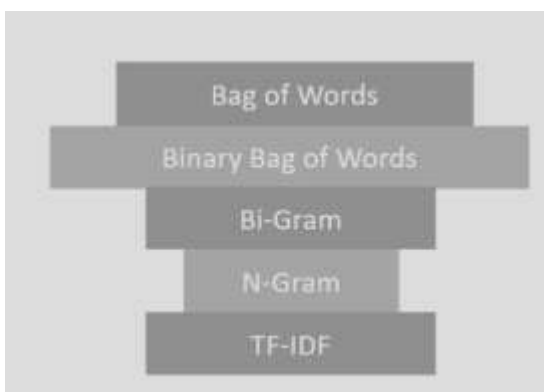 Bag of Words
Binary Bag of Words
Bi-Gram
N-Gram
TF-IDF